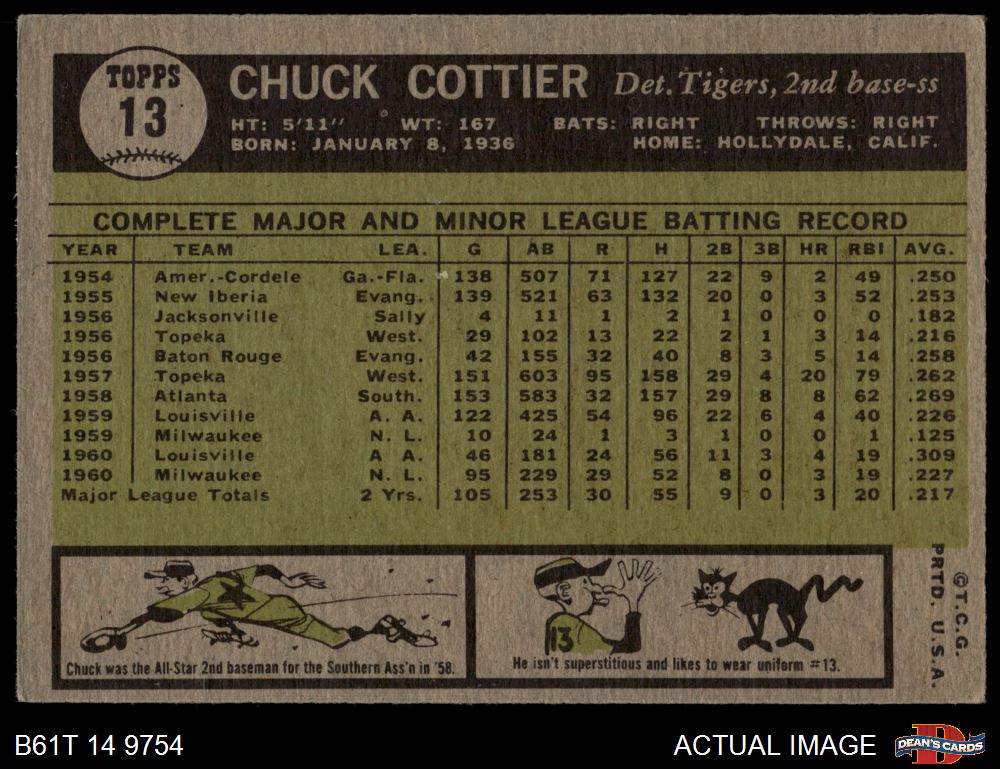 TOPPS
13
CHUCK COTTIER Det. Tigers, 2nd base-ss
HT: 5'11" WT: 167 BATS: RIGHT THROWS: RIGHT
BORN: JANUARY 8, 1936 HOME: HOLLYDALE, CALIF.
COMPLETE MAJOR AND MINOR LEAGUE BATTING RECORD
YEAR TEAM LEA. G AB R H 2B 3B HR RBI AVG.
1954 Amer.-Cordele Ga.-Fla. 138 507 71 127 22 9 2 49 .250
1955 New Iberia Evang. 139 521 63 132 20 0 3 52 .253
1956 Jacksonville Sally 4 11 1 2 1 0 0 0 .182
1956 Topeka West. 29 102 13 22 2 1 3 14 .216
1956 Baton Rouge Evang. 42 155 32 40 8 3 5 14 .258
1957 Topeka West. 151 603 95 158 29 4 20 79 .262
1958 Atlanta South. 153 583 32 157 29 8 8 62 .269
1959 Louisville A. A. 122 425 54 96 22 6 4 40 .226
1959 Milwaukee N. L. 10 24 1 3 1 0 0 1 .125
1960 Louisville A A. 46 181 24 56 11 3 4 19 .309
1960 Milwaukee N. L. 95 229 29 52 8 0 3 19 .227
Major League Totals 2 Yrs. 105 253 30 55 9 0 3 20 .217
Chuck was the All-Star 2nd baseman for the Southern Ass'n in '58.
13
He isn't superstitious and likes to wear uniform #13.
©T.C.G.
PRTD. U.S.A.
B61T 14 9754
ACTUAL IMAGE
D
DEAN'S CARDS